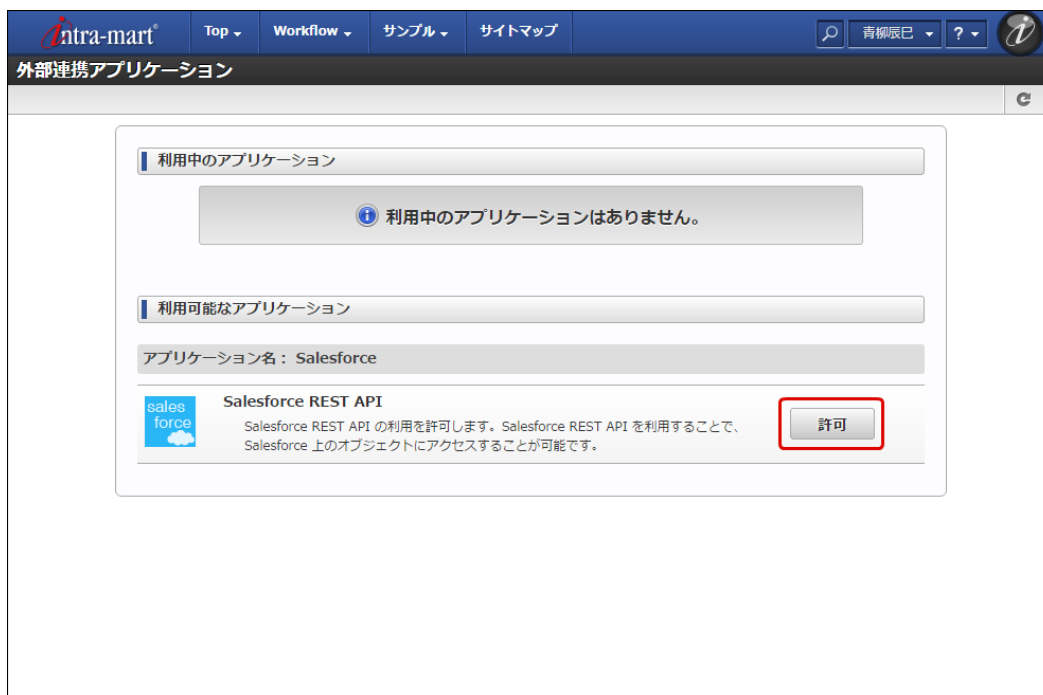 intra-mart® Top Workflow サンプル サイトマップ 青柳辰巳 ?
外部連携アプリケーション
利用中のアプリケーション
利用中のアプリケーションはありません。
利用可能なアプリケーション
アプリケーション名： Salesforce
sales
force
Salesforce REST API
Salesforce REST API の利用を許可します。Salesforce REST API を利用することで、
Salesforce 上のオブジェクトにアクセスすることが可能です。
許可